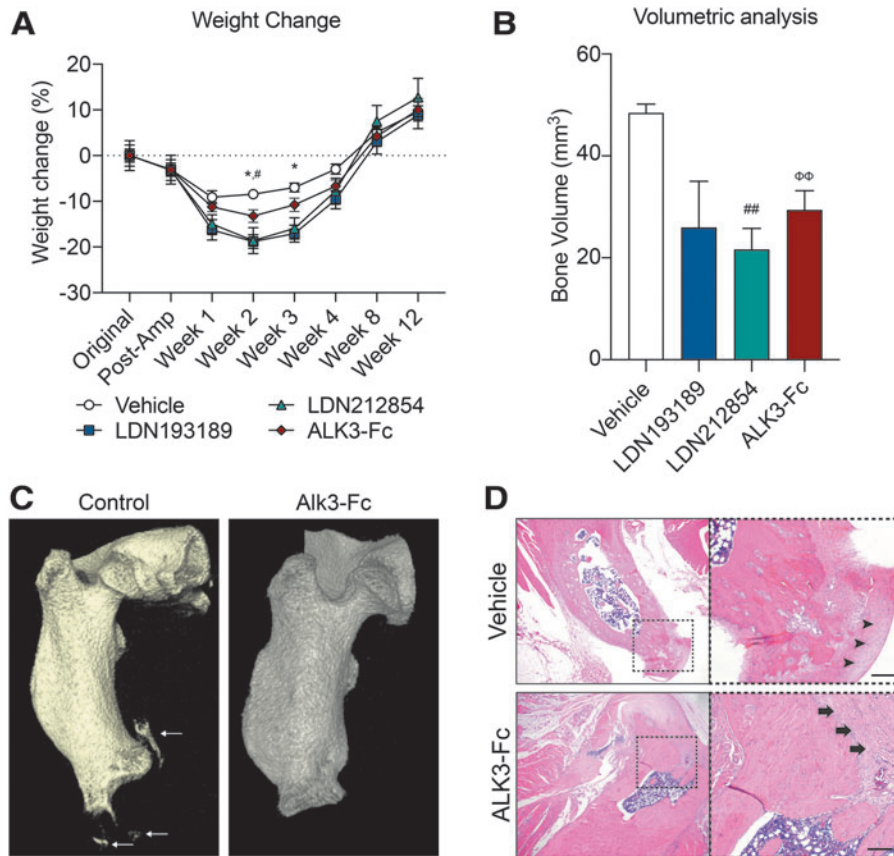 A
Weight Change
Weight change (%)
20
10
0
-10
-20
-30
*,#
*
Original
Post-Amp
Week 1
Week 2
Week 3
Week 4
Week 8
Week 12
Vehicle
LDN212854
LDN193189
ALK3-Fc
B
Volumetric analysis
Bone Volume (mm³)
60
40
20
0
##
ΦΦ
Vehicle
LDN193189
LDN212854
ALK3-Fc
C
Control
Alk3-Fc
D
Vehicle
ALK3-Fc